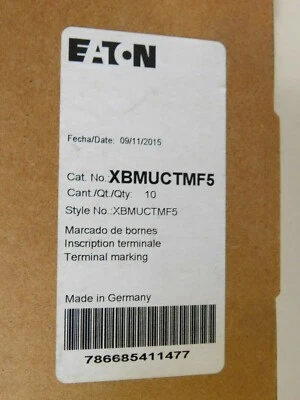 EATON
Fecha/Date: 09/11/2015
Cat. No.:XBMUCTMF5
Cant./Qt./Qty: 10
Style No.:XBMUCTMF5
Marcado de bornes
Inscription terminale
Terminal marking
Made in Germany
786685411477